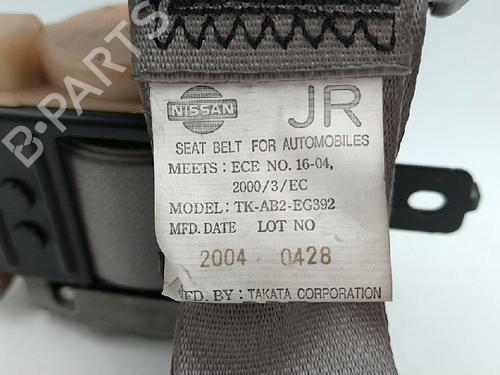 B-PARTS
NISSAN JR
SEAT BELT FOR AUTOMOBILES
MEETS: ECE NO. 16-04,
2000/3/EC
MODEL: TK-AB2-EG392
MFD. DATE LOT NO
2004 0428
FD. BY: TAKATA CORPORATION